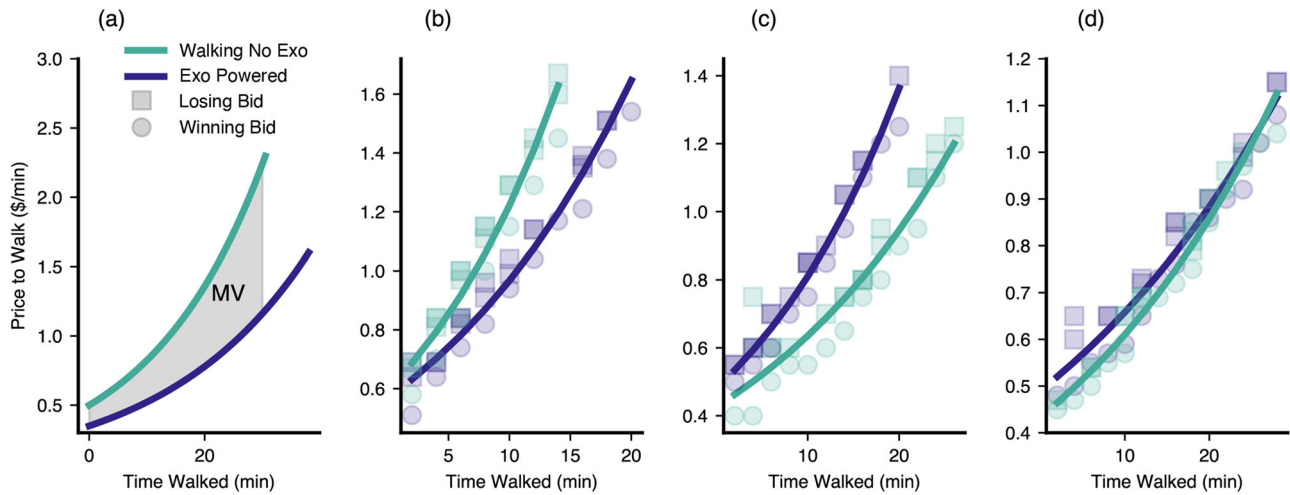 (a)
Walking No Exo
Exo Powered
Losing Bid
Winning Bid
MV
Price to Walk ($/min)
3.0
2.5
2.0
1.5
1.0
0.5
0 20
Time Walked (min)
(b)
1.6
1.4
1.2
1.0
0.8
0.6
5 10 15 20
Time Walked (min)
(c)
1.4
1.2
1.0
0.8
0.6
0.4
10 20
Time Walked (min)
(d)
1.2
1.1
1.0
0.9
0.8
0.7
0.6
0.5
0.4
10 20
Time Walked (min)